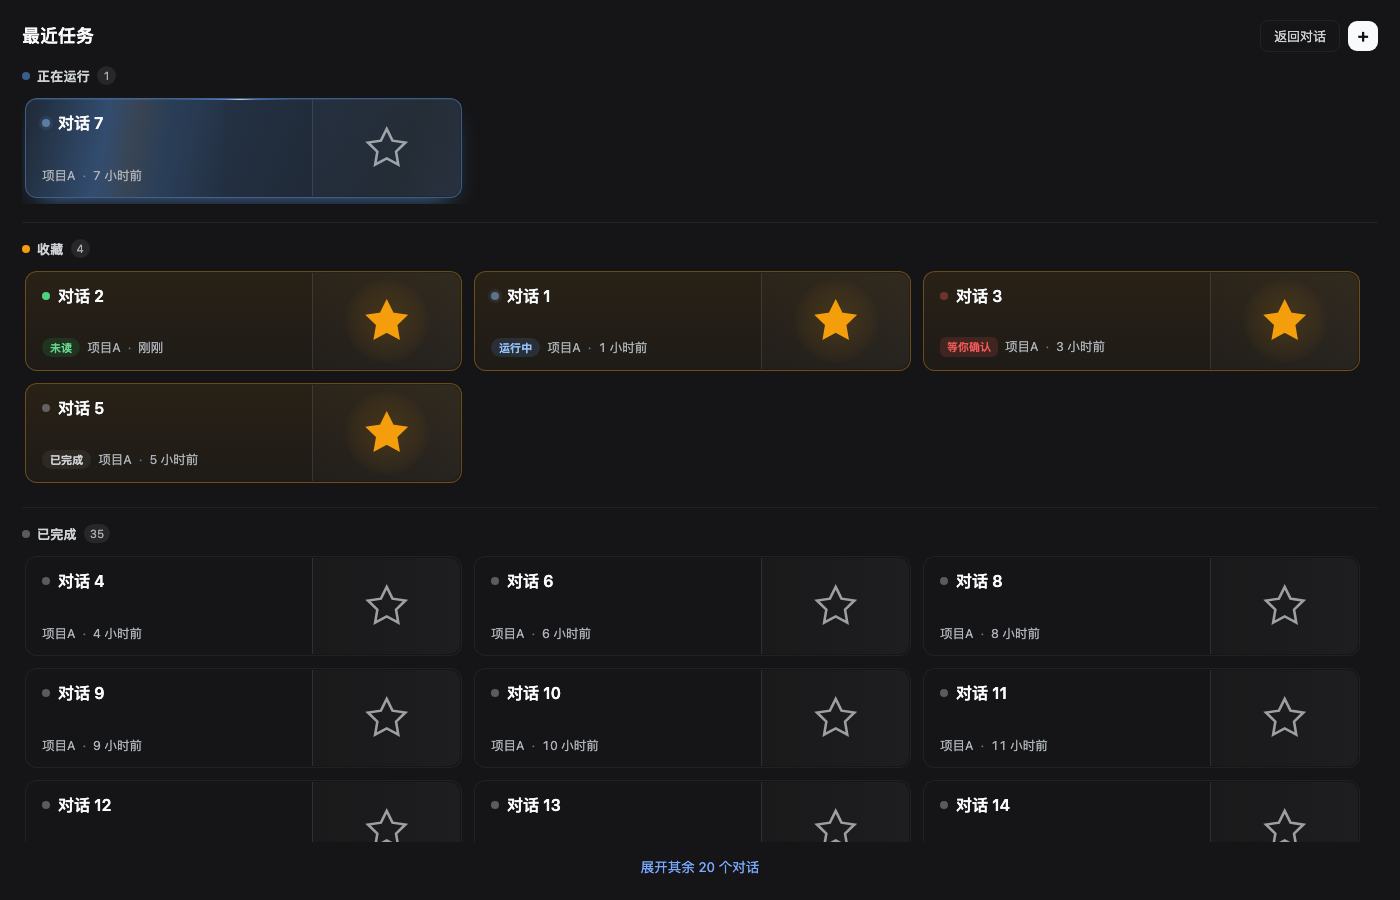 最近任务
返回对话
+
正在运行 1
对话 7
项目A · 7 小时前
收藏 4
对话 2
未读 项目A · 刚刚
对话 1
运行中 项目A · 1 小时前
对话 3
等你确认 项目A · 3 小时前
对话 5
已完成 项目A · 5 小时前
已完成 35
对话 4
项目A · 4 小时前
对话 6
项目A · 6 小时前
对话 8
项目A · 8 小时前
对话 9
项目A · 9 小时前
对话 10
项目A · 10 小时前
对话 11
项目A · 11 小时前
对话 12
对话 13
对话 14
展开其余 20 个对话